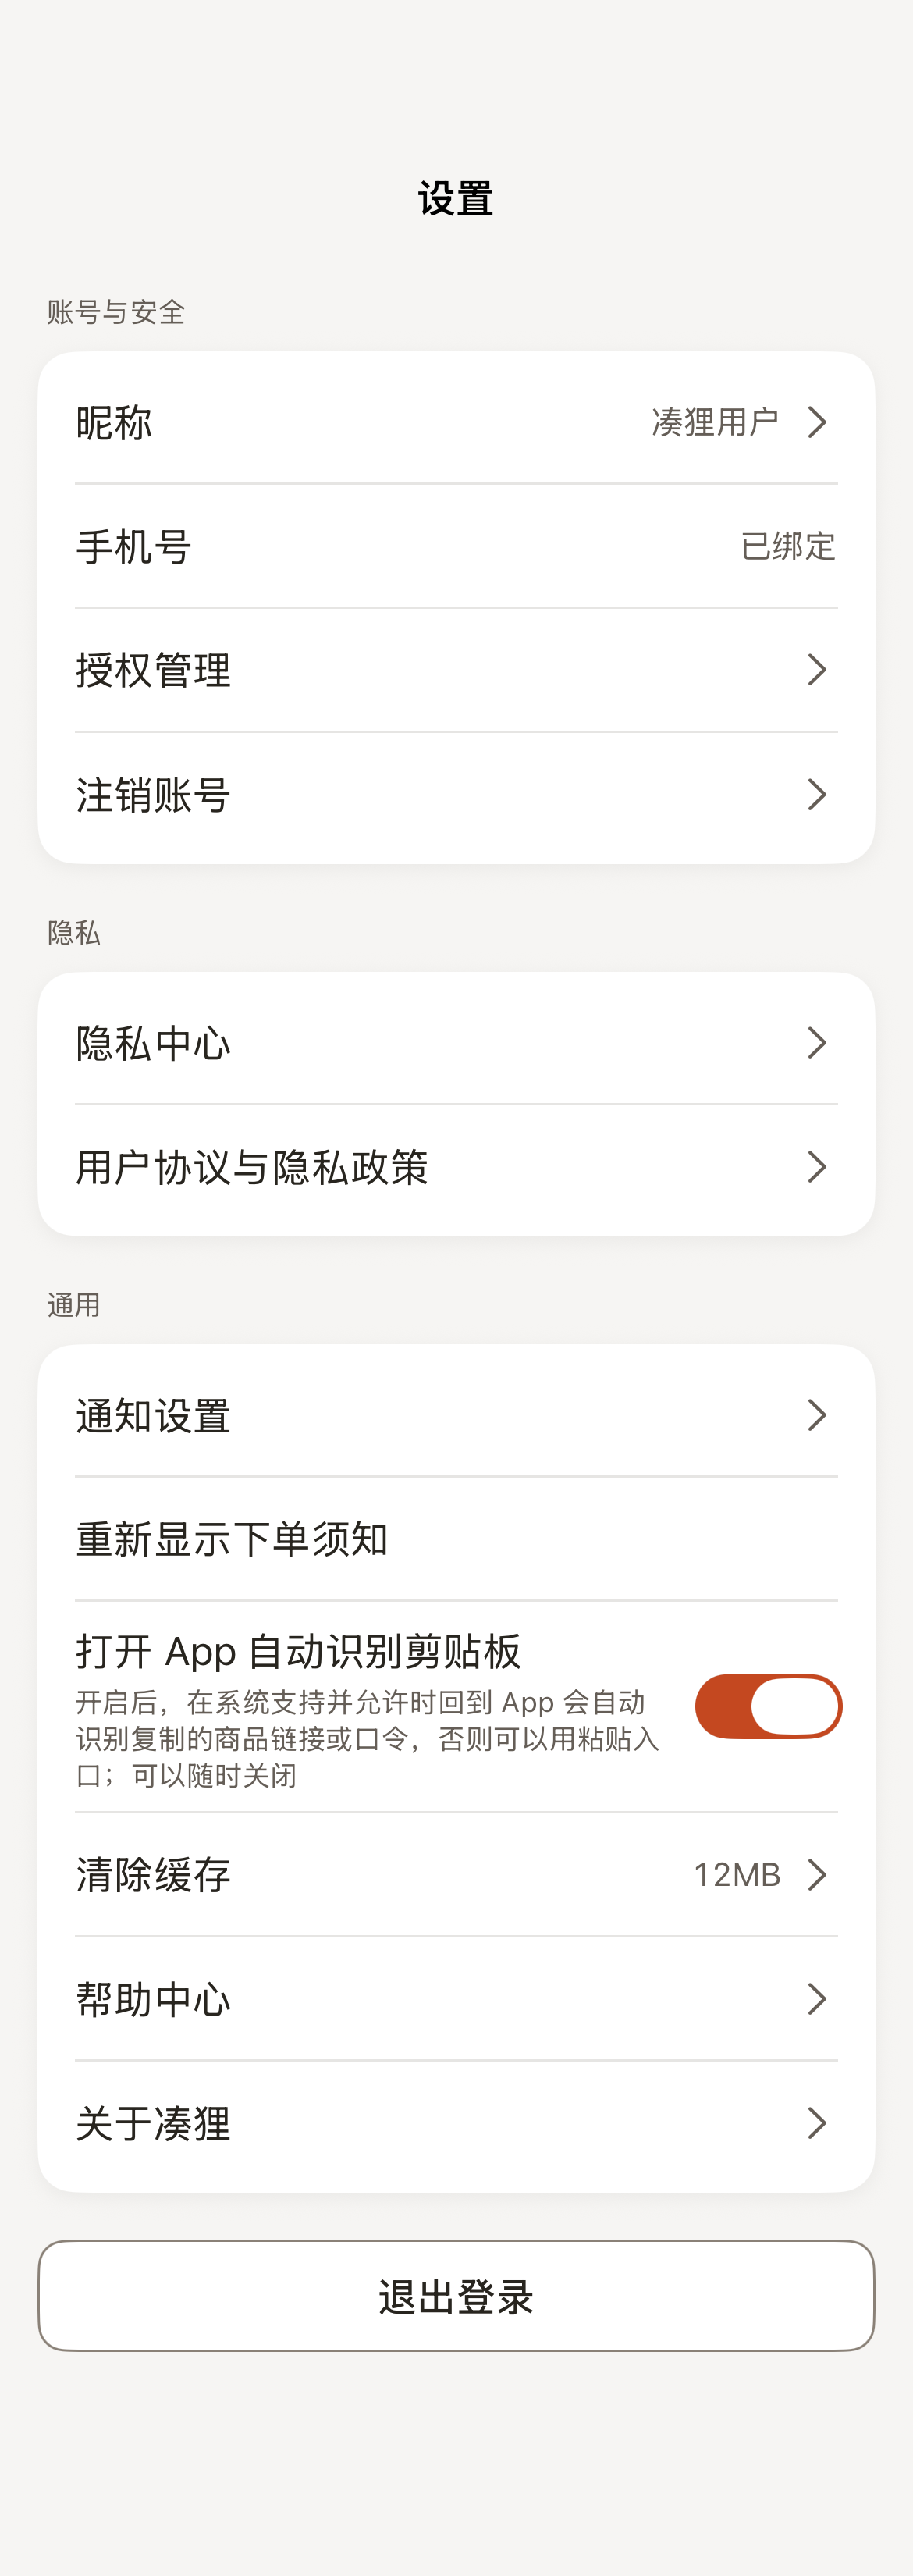 设置
账号与安全
昵称
凑狸用户
手机号
已绑定
授权管理
注销账号
隐私
隐私中心
用户协议与隐私政策
通用
通知设置
重新显示下单须知
打开 App 自动识别剪贴板
开启后，在系统支持并允许时回到 App 会自动
识别复制的商品链接或口令，否则可以用粘贴入
口；可以随时关闭
清除缓存
12MB
帮助中心
关于凑狸
退出登录